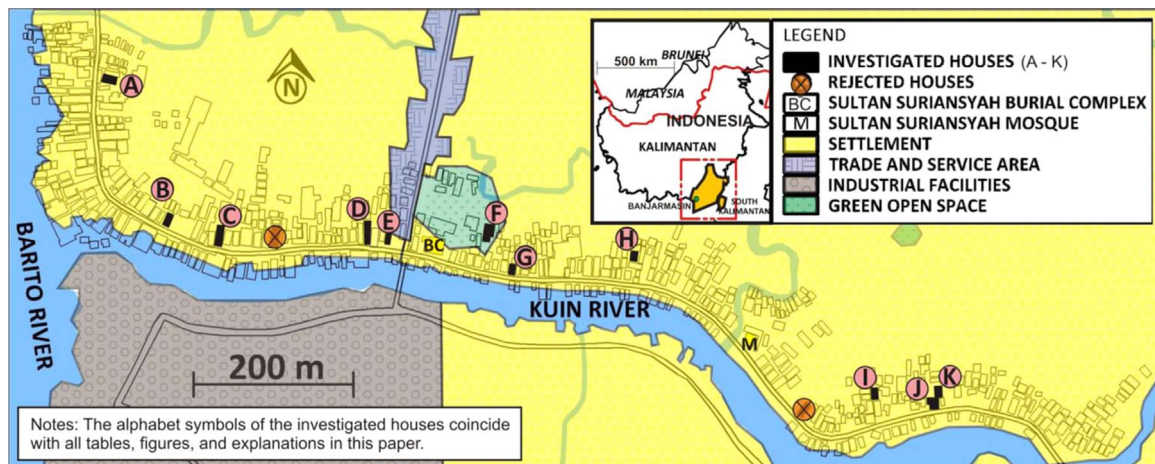 A
B
C
D
E
F
G
H
I
J
K
BC
M
N
BARITO RIVER
KUIN RIVER
200 m
Notes: The alphabet symbols of the investigated houses coincide
with all tables, figures, and explanations in this paper.
500 km
BRUNEI
MALAYSIA
INDONESIA
KALIMANTAN
BANJARMASIN
SOUTH
KALIMANTAN
LEGEND
INVESTIGATED HOUSES (A - K)
REJECTED HOUSES
BC SULTAN SURIANSYAH BURIAL COMPLEX
M SULTAN SURIANSYAH MOSQUE
SETTLEMENT
TRADE AND SERVICE AREA
INDUSTRIAL FACILITIES
GREEN OPEN SPACE